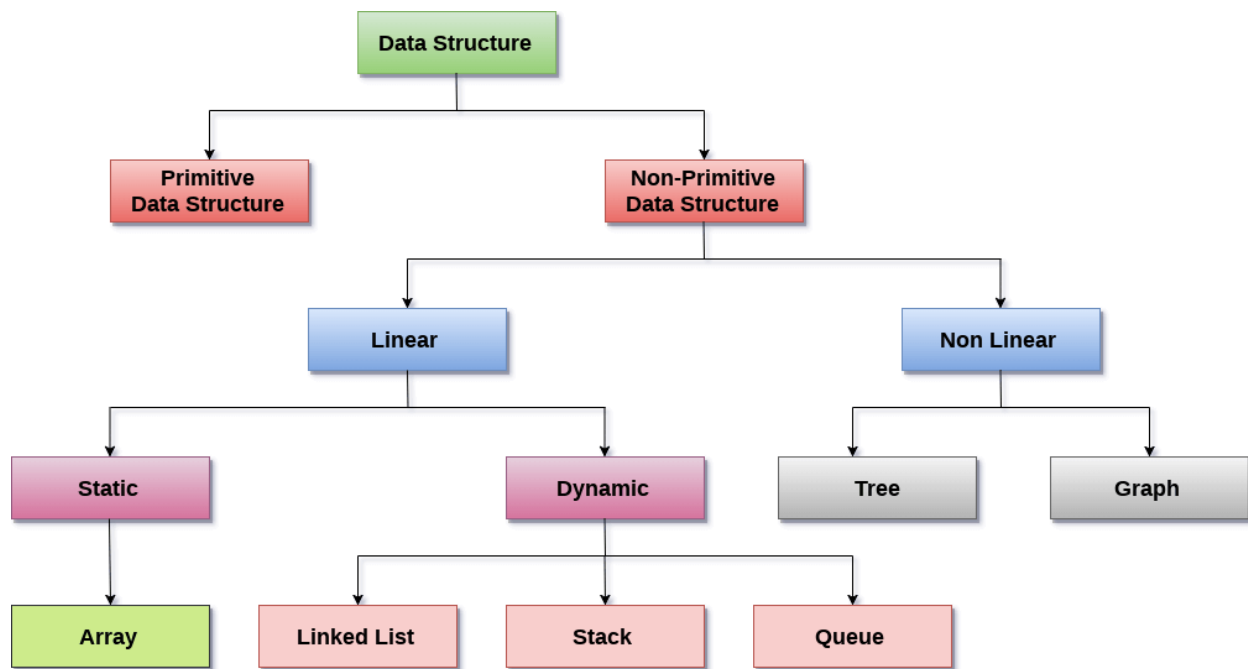 Data Structure
Primitive
Data Structure
Non-Primitive
Data Structure
Linear
Non Linear
Static
Dynamic
Tree
Graph
Array
Linked List
Stack
Queue